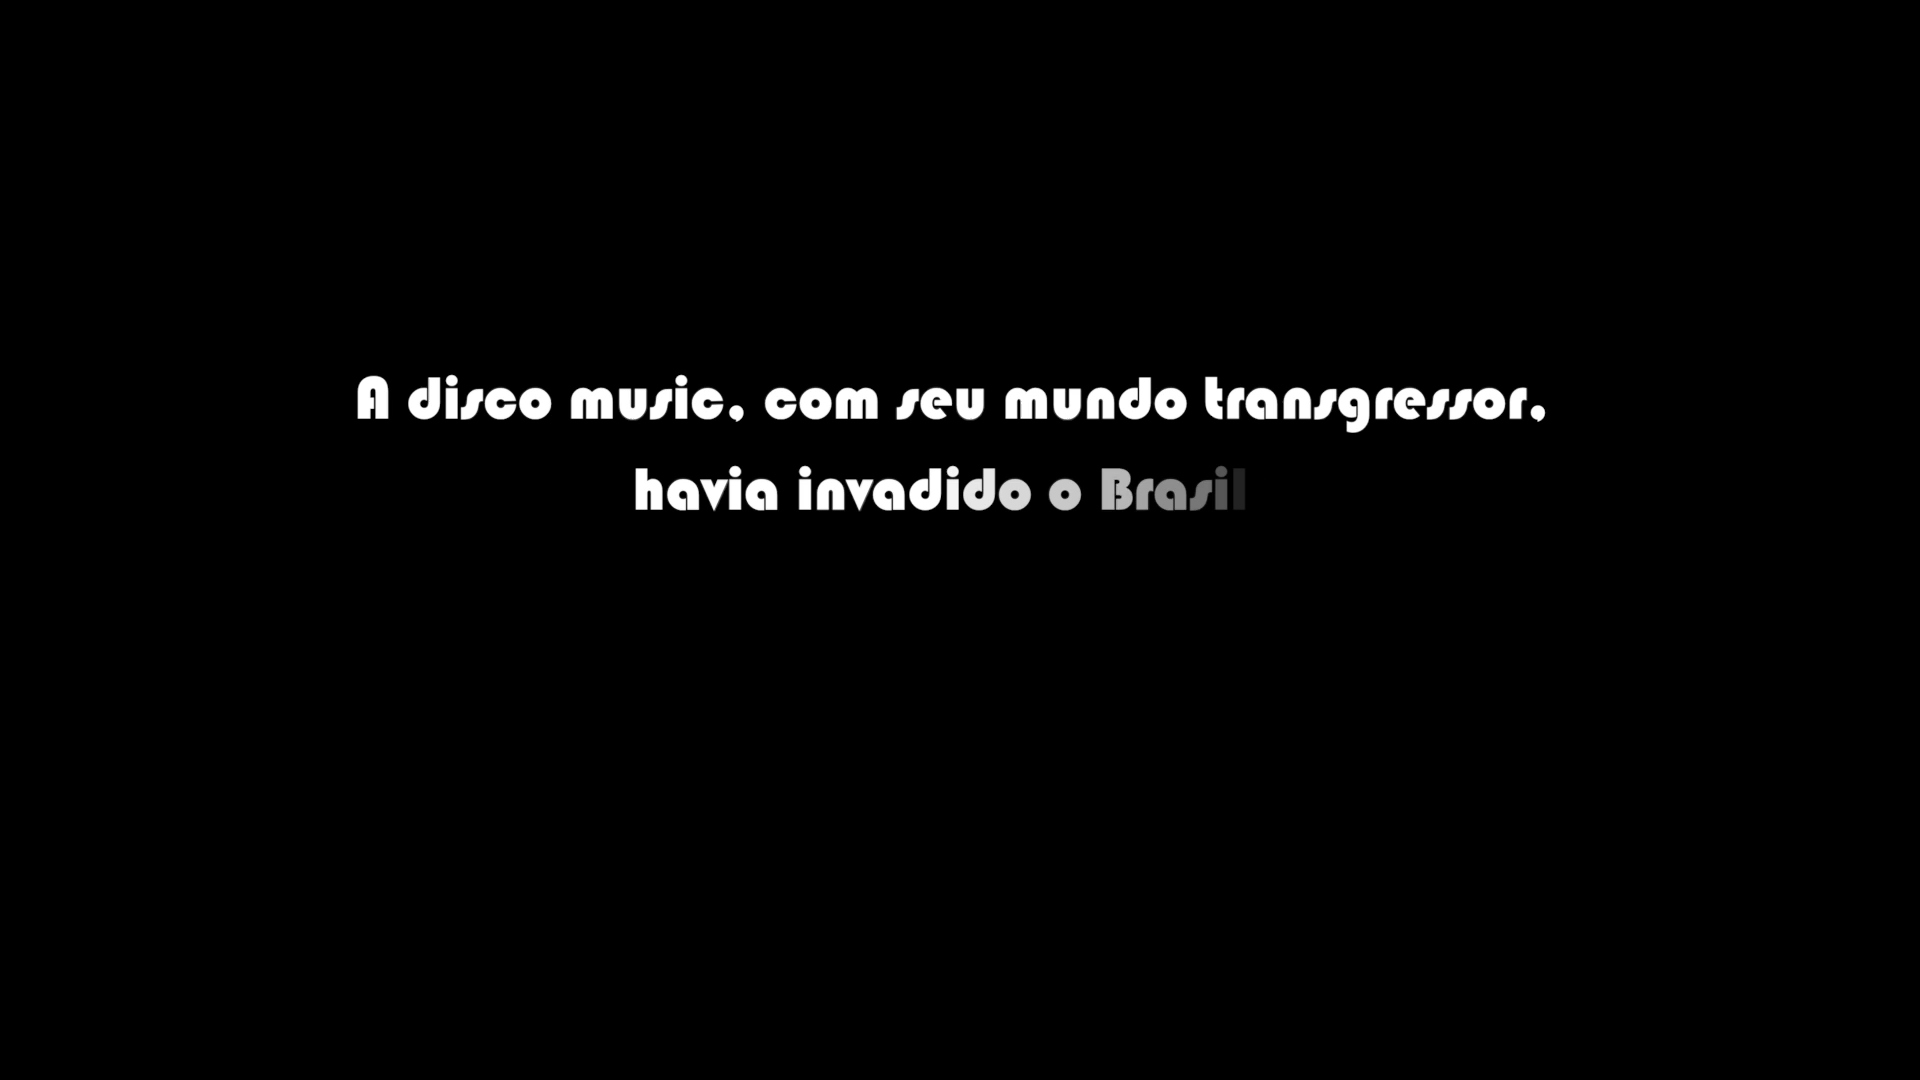 A disco music, com seu mundo transgressor,
havia invadido o Brasil